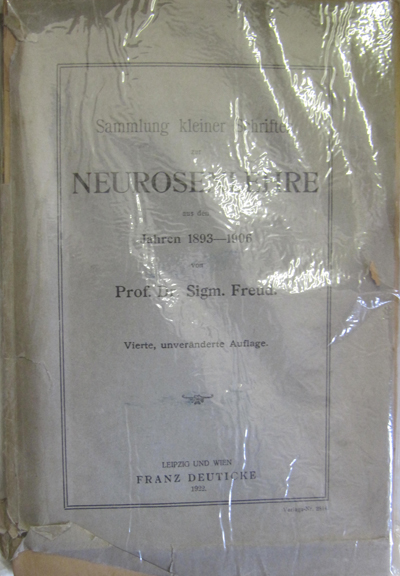 Sammlung kleiner Schriften
zur
NEUROSENLEHRE
aus den
Jahren 1893—1906
von
Prof. Dr. Sigm. Freud.
Vierte, unveränderte Auflage.
LEIPZIG UND WIEN
FRANZ DEUTICKE
1922.